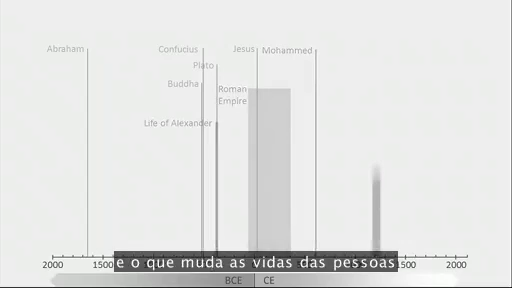 Abraham
Confucius
Jesus
Mohammed
Plato
Buddha
Roman
Empire
Life of Alexander
2000
1500
e o que muda as vidas das pessoas
1500
2000
BCE
CE